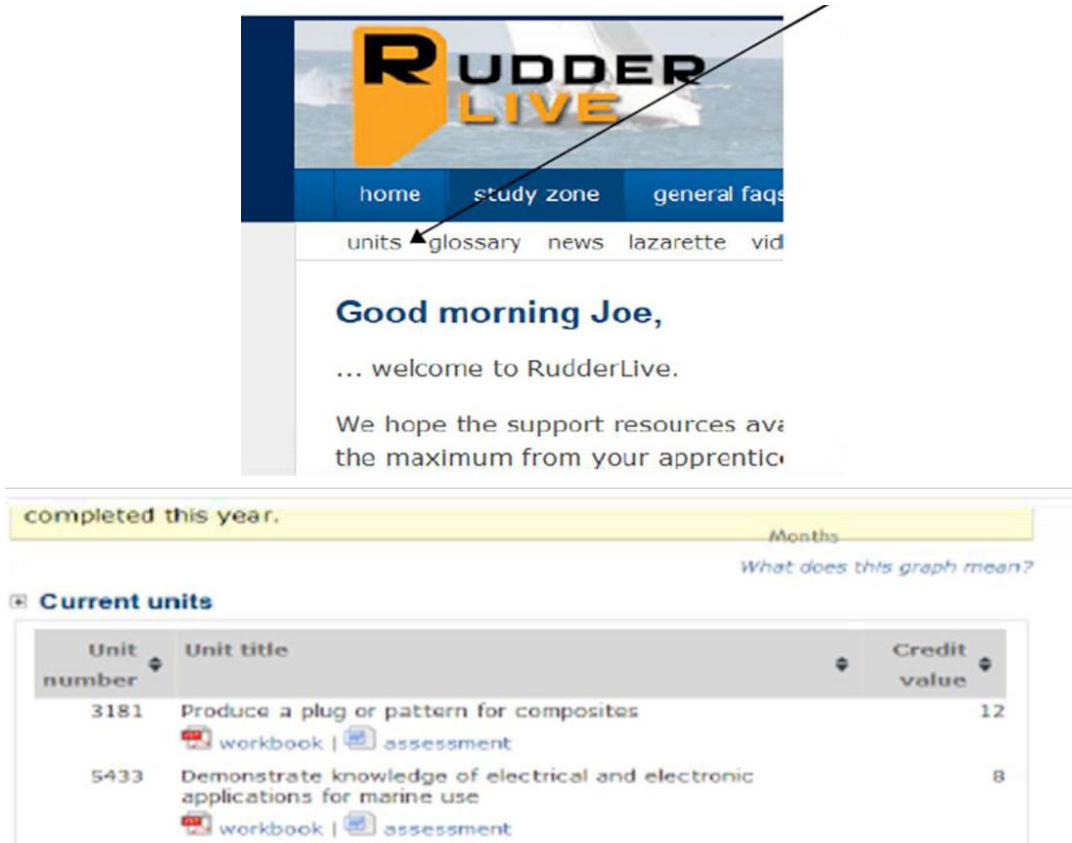 RUDDER
LIVE
home study zone general faqs
units glossary news lazarette vid
Good morning Joe,
... welcome to RudderLive.
We hope the support resources ava
the maximum from your apprentic
completed this year.
Months
What does this graph mean?
Current units
Unit number Unit title Credit value
3181 Produce a plug or pattern for composites 12
workbook | assessment
5433 Demonstrate knowledge of electrical and electronic 8
applications for marine use
workbook | assessment